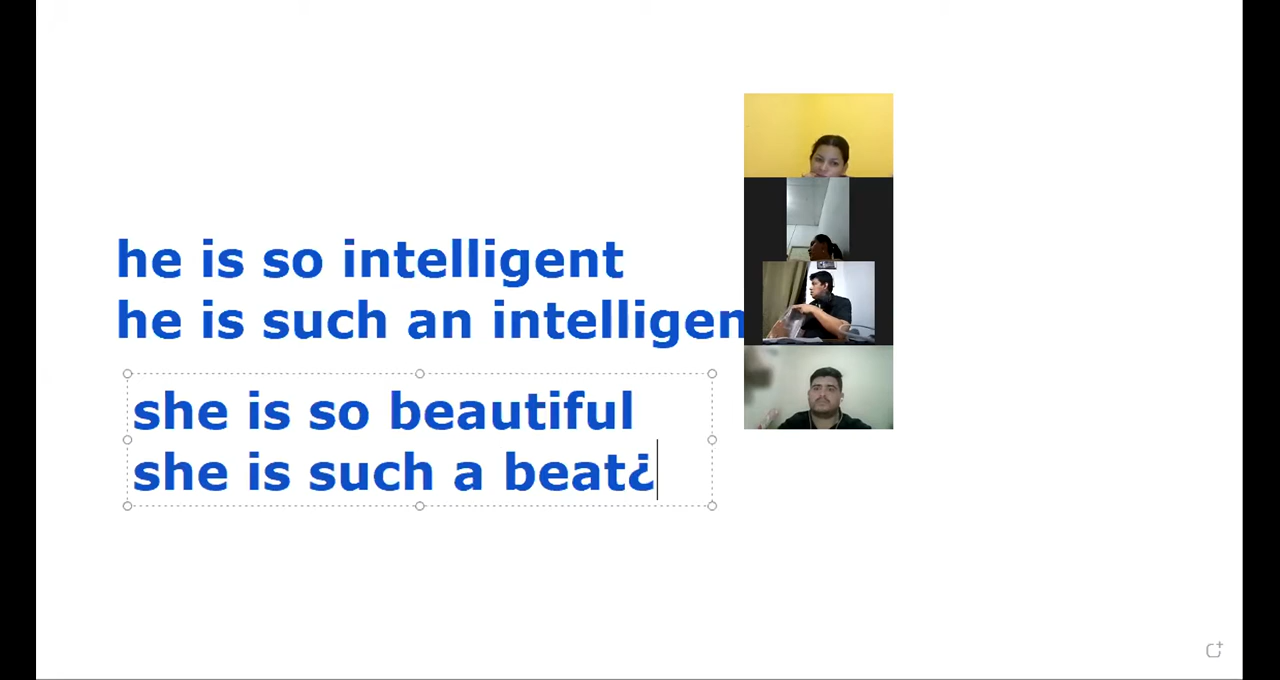 he is so intelligent
he is such an intelligen
she is so beautiful
she is such a beat¿